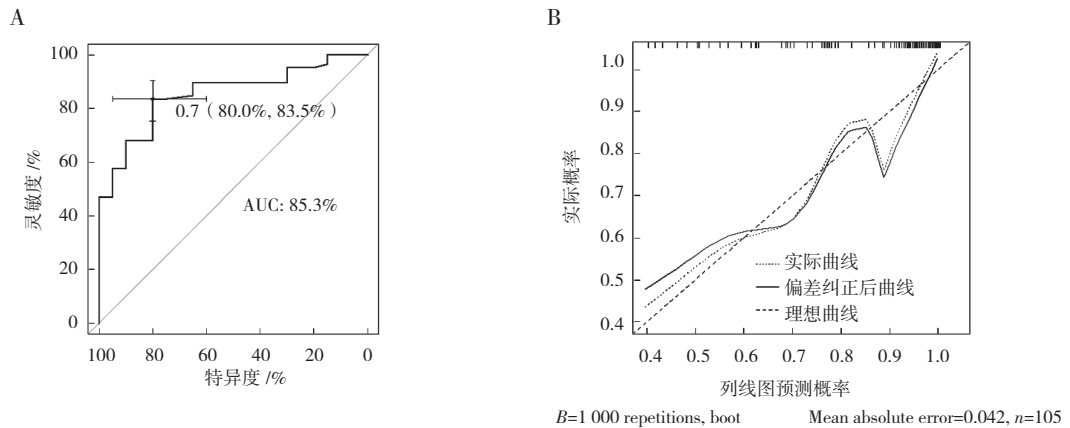 A
100
80
60
40
20
0
灵敏度 /%
0.7（80.0%, 83.5%）
AUC: 85.3%
100 80 60 40 20 0
特异度 /%
B
1.0
0.9
0.8
0.7
0.6
0.5
0.4
实际概率
实际曲线
偏差纠正后曲线
理想曲线
0.4 0.5 0.6 0.7 0.8 0.9 1.0
列线图预测概率
B=1 000 repetitions, boot Mean absolute error=0.042, n=105